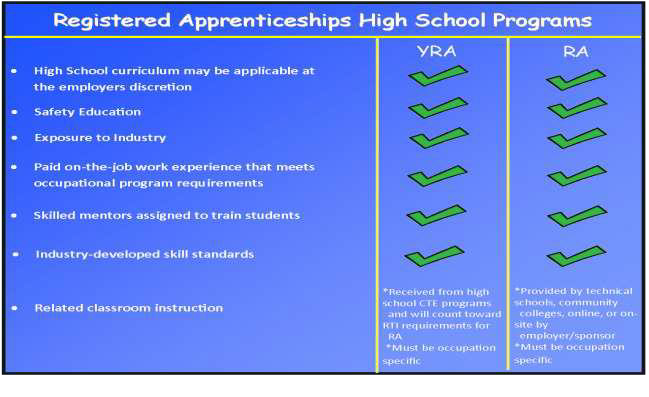 Registered Apprenticeships High School Programs
YRA
RA
• High School curriculum may be applicable at
the employers discretion
• Safety Education
• Exposure to Industry
• Paid on-the-job work experience that meets
occupational program requirements
• Skilled mentors assigned to train students
• Industry-developed skill standards
• Related classroom instruction
*Received from high
school CTE programs
and will count toward
RTI requirements for
RA
*Must be occupation
specific
*Provided by technical
schools, community
colleges, online, or on-
site by
employer/sponsor
*Must be occupation
specific